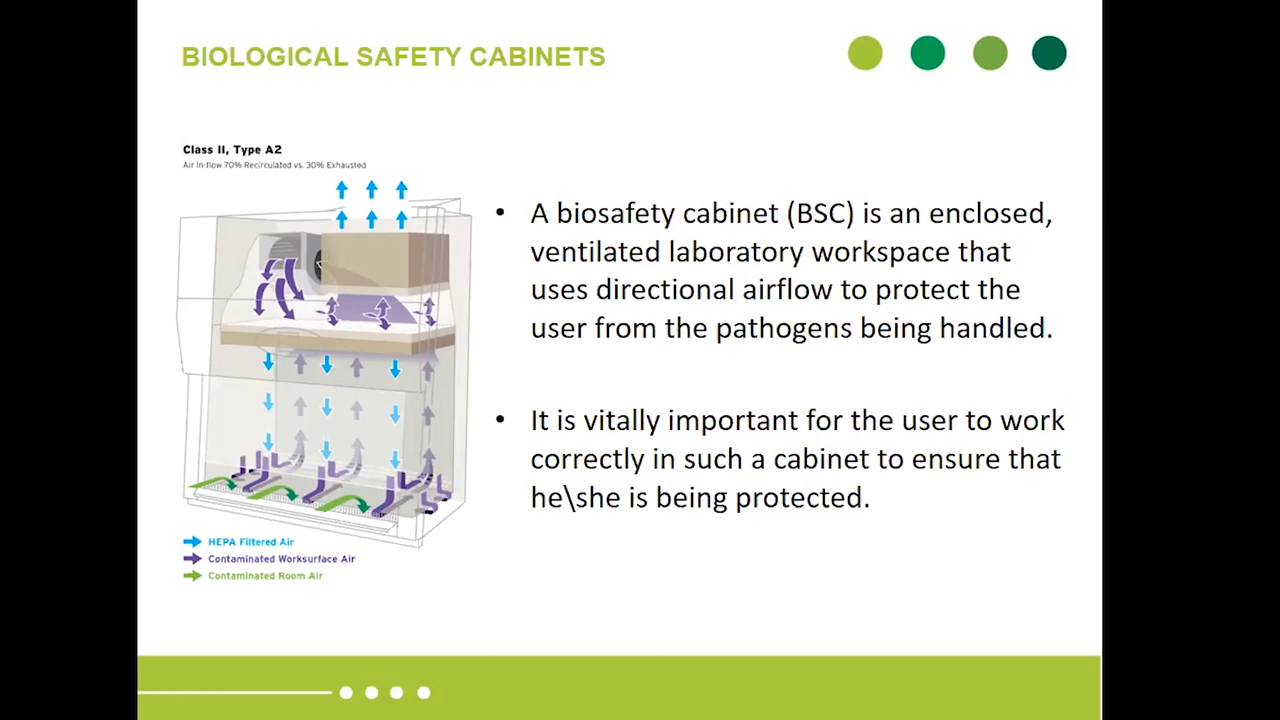 BIOLOGICAL SAFETY CABINETS
Class II, Type A2
Air In-flow 70% Recirculated vs. 30% Exhausted
• A biosafety cabinet (BSC) is an enclosed,
ventilated laboratory workspace that
uses directional airflow to protect the
user from the pathogens being handled.
• It is vitally important for the user to work
correctly in such a cabinet to ensure that
he\she is being protected.
HEPA Filtered Air
Contaminated Worksurface Air
Contaminated Room Air